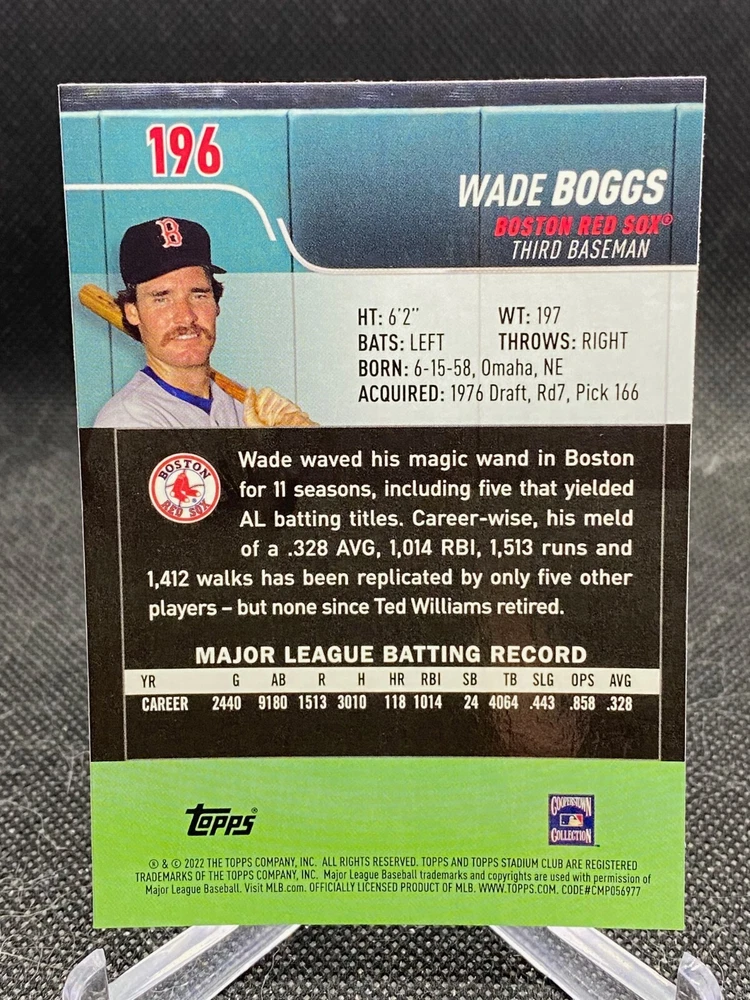 196
WADE BOGGS
BOSTON RED SOX®
THIRD BASEMAN
B
HT: 6'2" WT: 197
BATS: LEFT THROWS: RIGHT
BORN: 6-15-58, Omaha, NE
ACQUIRED: 1976 Draft, Rd7, Pick 166
BOSTON
RED SOX
Wade waved his magic wand in Boston
for 11 seasons, including five that yielded
AL batting titles. Career-wise, his meld
of a .328 AVG, 1,014 RBI, 1,513 runs and
1,412 walks has been replicated by only five other
players – but none since Ted Williams retired.
MAJOR LEAGUE BATTING RECORD
YR G AB R H HR RBI SB TB SLG OPS AVG
CAREER 2440 9180 1513 3010 118 1014 24 4064 .443 .858 .328
TOPPS®
COOPERSTOWN
COLLECTION™
® & © 2022 THE TOPPS COMPANY, INC. ALL RIGHTS RESERVED. TOPPS AND TOPPS STADIUM CLUB ARE REGISTERED
TRADEMARKS OF THE TOPPS COMPANY, INC. Major League Baseball trademarks and copyrights are used with permission of
Major League Baseball. Visit MLB.com. OFFICIALLY LICENSED PRODUCT OF MLB. WWW.TOPPS.COM. CODE#CMP056977